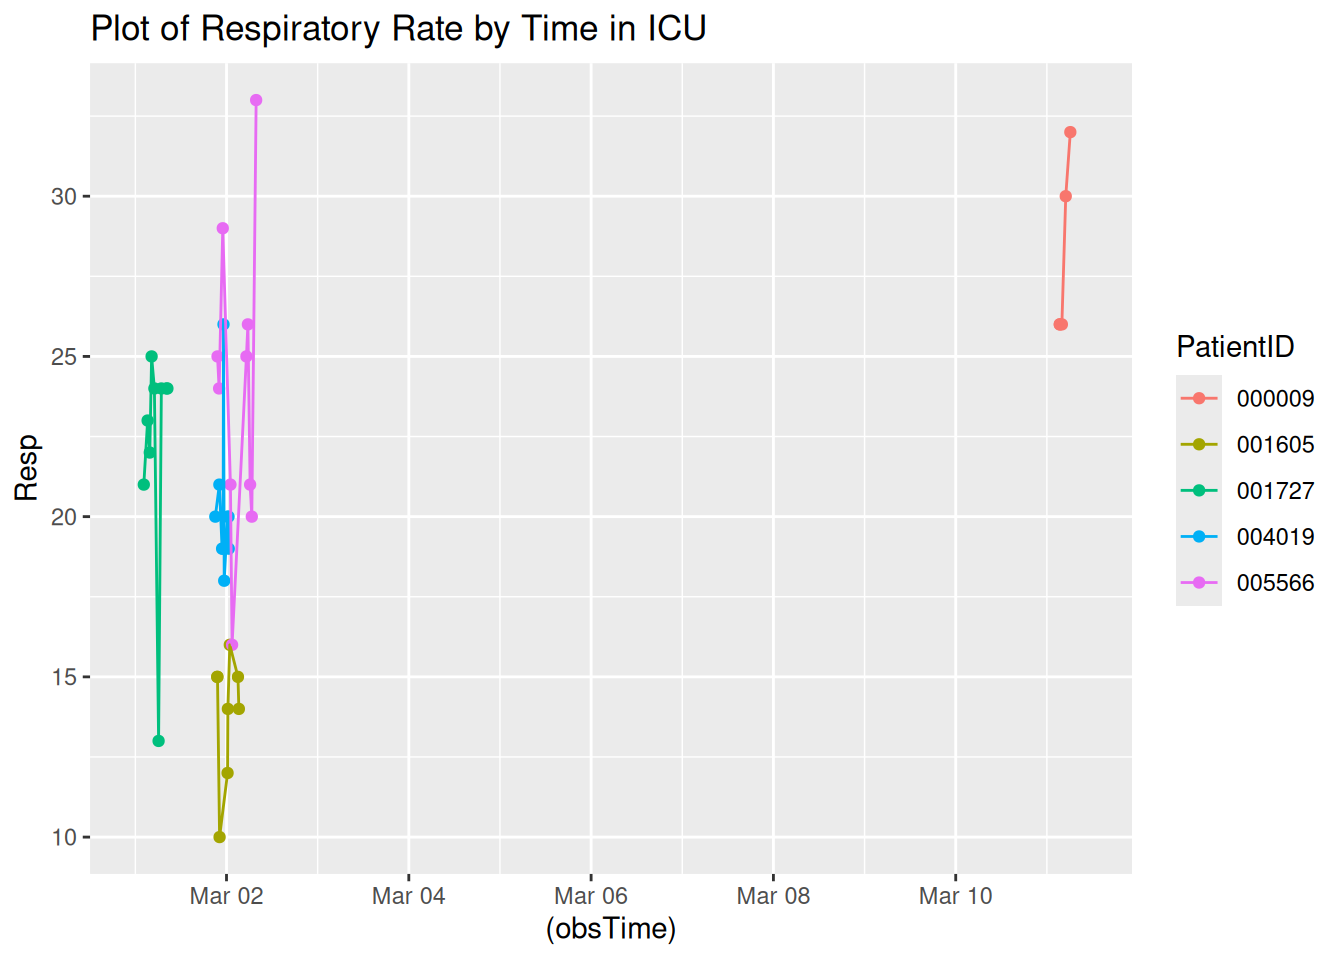 Plot of Respiratory Rate by Time in ICU
Resp
30
25
20
15
10
Mar 02
Mar 04
Mar 06
Mar 08
Mar 10
(obsTime)
PatientID
000009
001605
001727
004019
005566